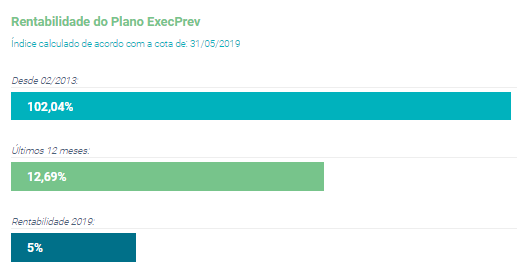 Rentabilidade do Plano ExecPrev
Índice calculado de acordo com a cota de: 31/05/2019
Desde 02/2013:
102,04%
Últimos 12 meses:
12,69%
Rentabilidade 2019:
5%